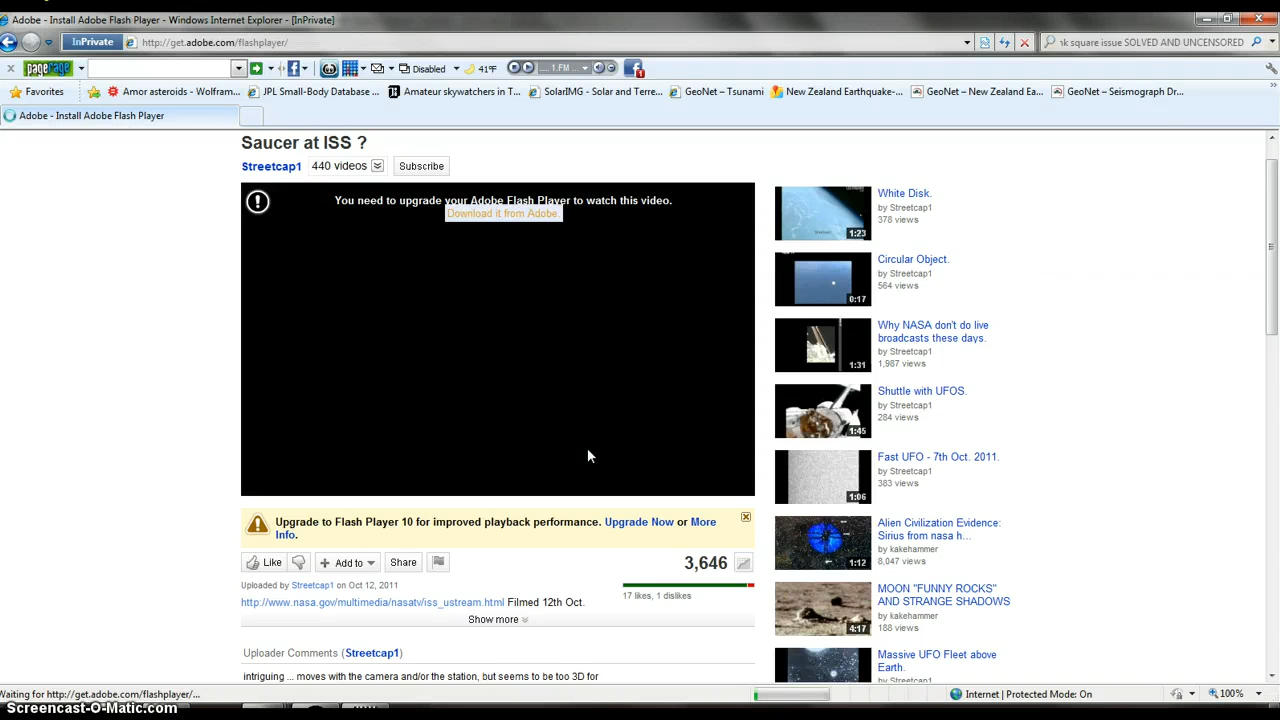 Adobe - Install Adobe Flash Player - Windows Internet Explorer - [InPrivate]
InPrivate http://get.adobe.com/flashplayer/ ık square issue SOLVED AND UNCENSORED
x pagerage Disabled 41°F 1.FM ... 1
Favorites Amor asteroids - Wolfram... JPL Small-Body Database ... Amateur skywatchers in T... SolarIMG - Solar and Terre... GeoNet – Tsunami New Zealand Earthquake-... GeoNet – New Zealand Ea... GeoNet – Seismograph Dr...
Adobe - Install Adobe Flash Player
Saucer at ISS ?
Streetcap1 440 videos Subscribe
You need to upgrade your Adobe Flash Player to watch this video.
Download it from Adobe.
Upgrade to Flash Player 10 for improved playback performance. Upgrade Now or More
Info.
Like Add to Share 3,646
Uploaded by Streetcap1 on Oct 12, 2011
17 likes, 1 dislikes
http://www.nasa.gov/multimedia/nasatv/iss_ustream.html Filmed 12th Oct.
Show more
Uploader Comments (Streetcap1)
intriguing ... moves with the camera and/or the station, but seems to be too 3D for
White Disk.
by Streetcap1
378 views
1:23
Circular Object.
by Streetcap1
564 views
0:17
Why NASA don't do live
broadcasts these days.
by Streetcap1
1,987 views
1:31
Shuttle with UFOS.
by Streetcap1
284 views
1:45
Fast UFO - 7th Oct. 2011.
by Streetcap1
383 views
1:06
Alien Civilization Evidence:
Sirius from nasa h...
by kakehammer
8,047 views
1:12
MOON "FUNNY ROCKS"
AND STRANGE SHADOWS
by kakehammer
188 views
4:17
Massive UFO Fleet above
Earth.
by Streetcap1
Waiting for http://get.adobe.com/flashplayer/... Internet | Protected Mode: On 100%
Screencast-O-Matic.com